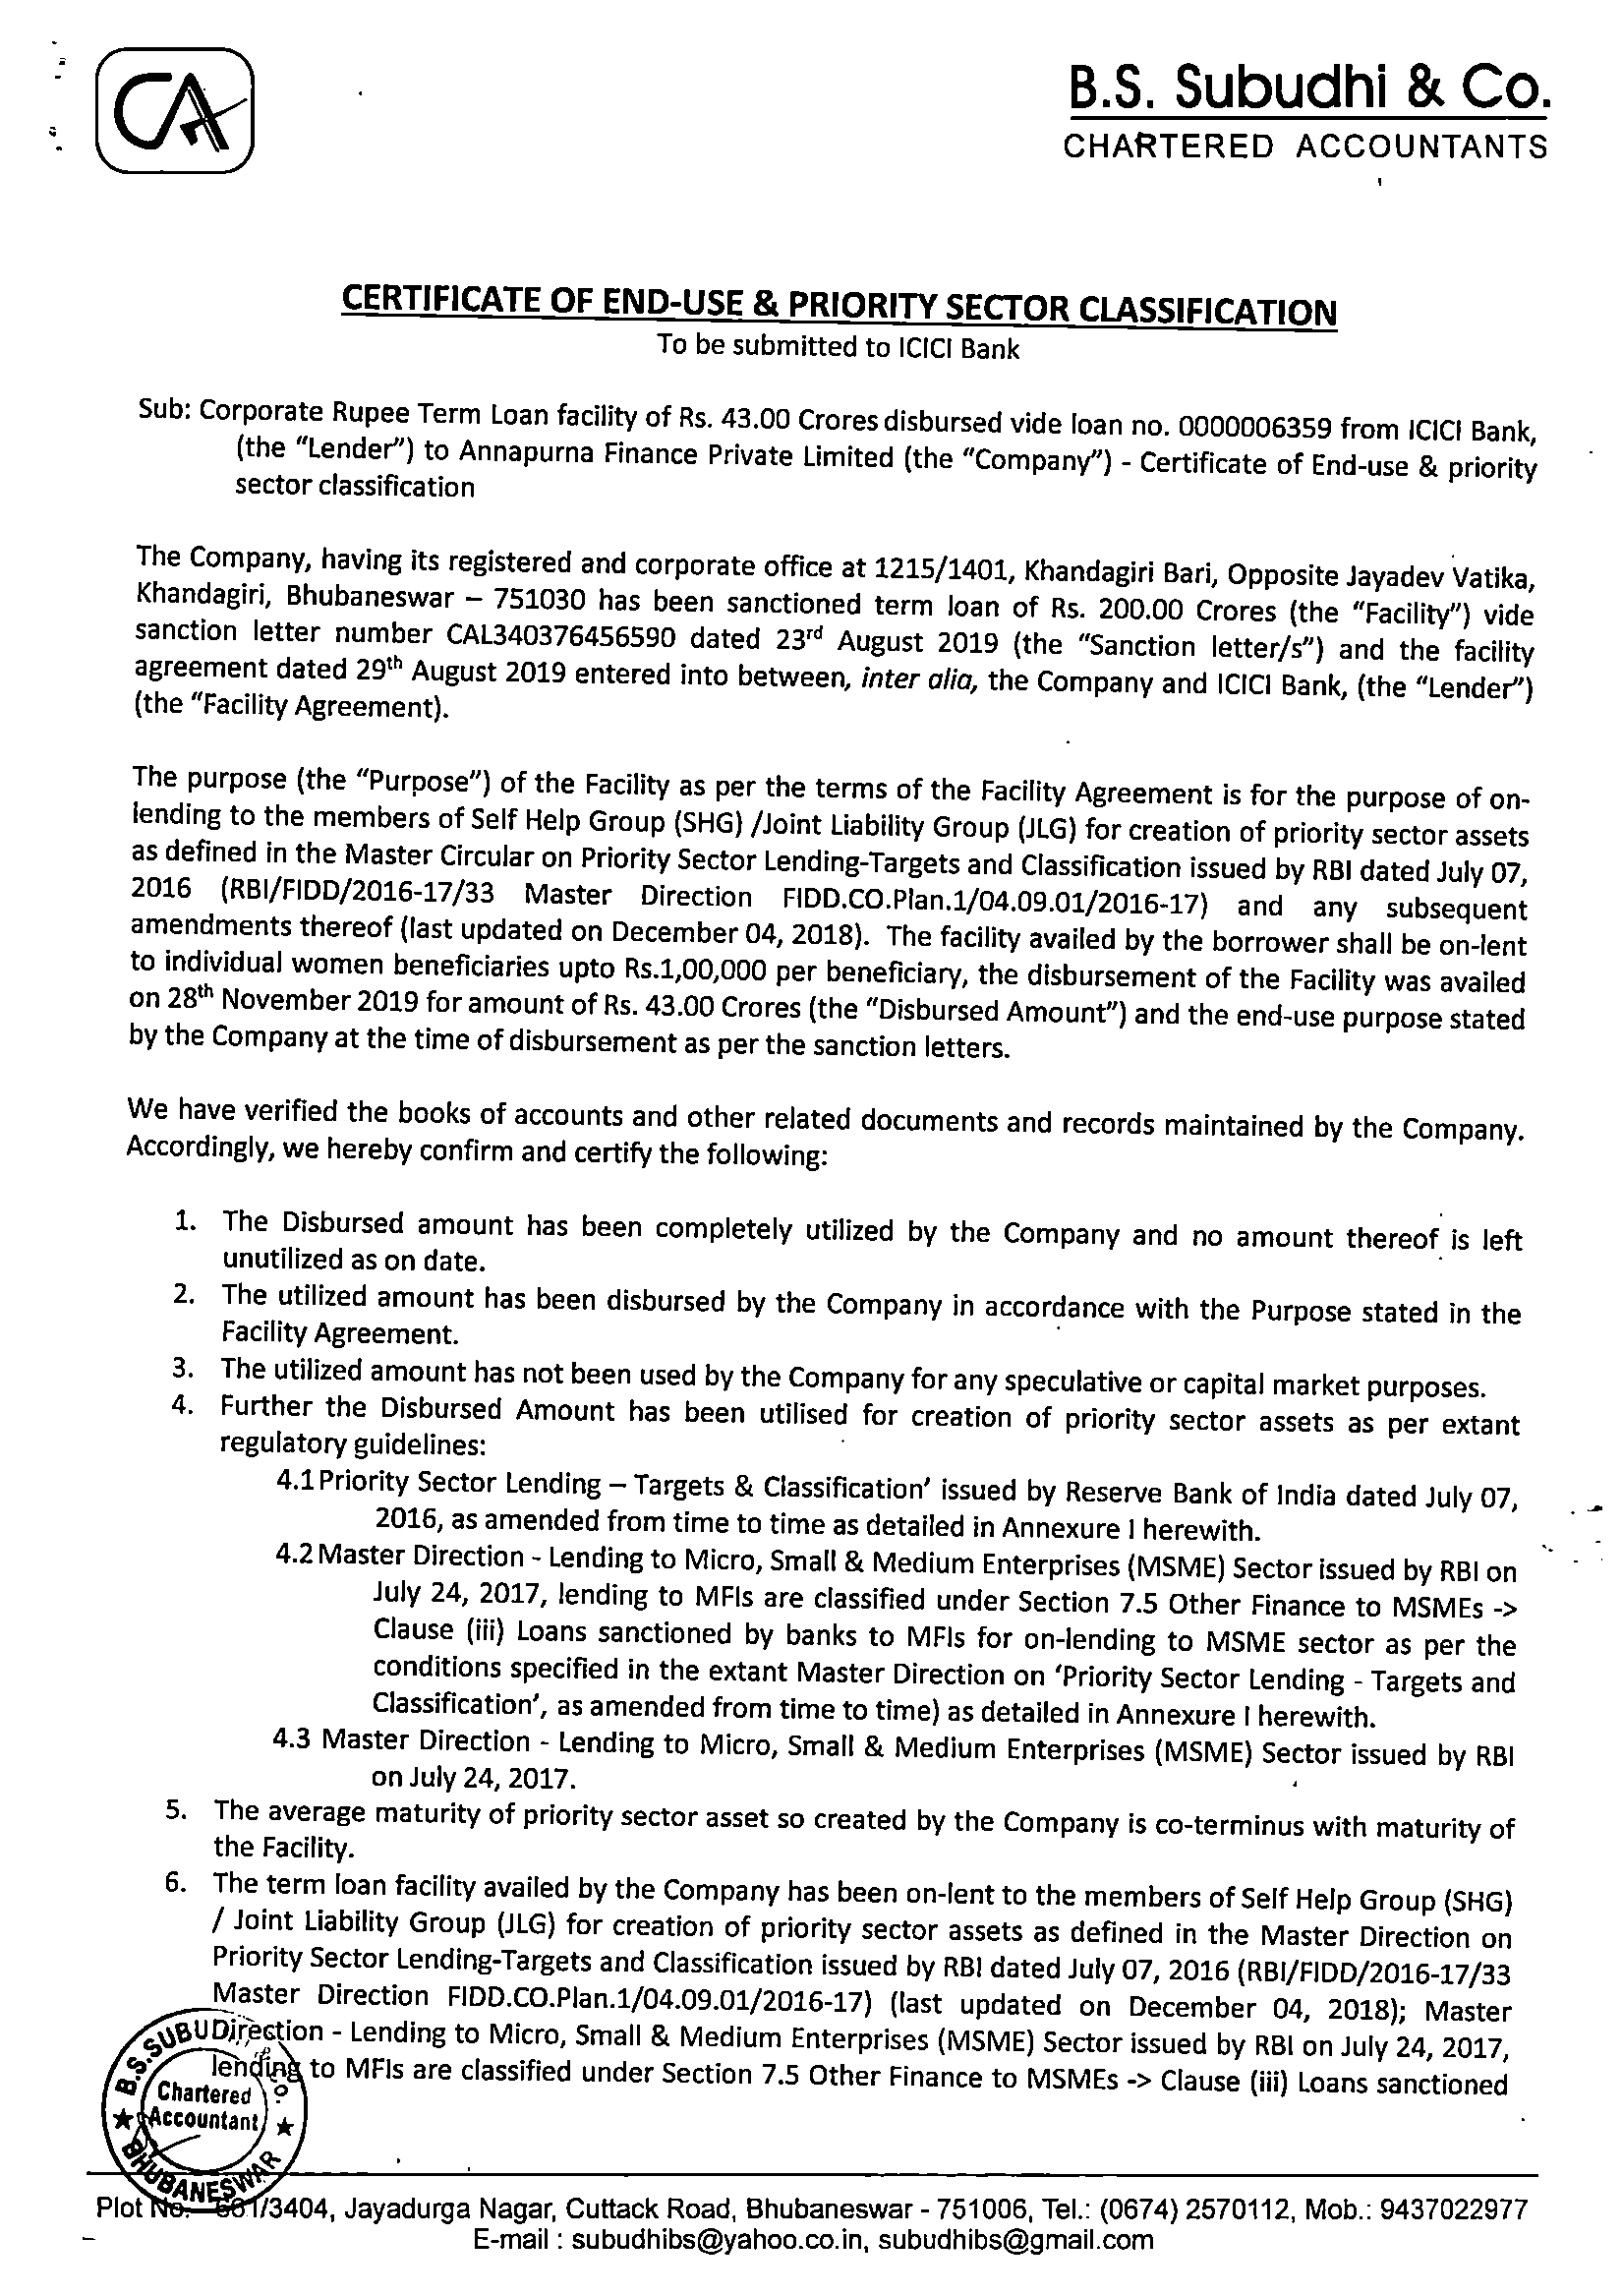 CA
B.S. Subudhi & Co.
CHARTERED ACCOUNTANTS
CERTIFICATE OF END-USE & PRIORITY SECTOR CLASSIFICATION
To be submitted to ICICI Bank
Sub: Corporate Rupee Term Loan facility of Rs. 43.00 Crores disbursed vide loan no. 0000006359 from ICICI Bank,
(the “Lender”) to Annapurna Finance Private Limited (the “Company”) - Certificate of End-use & priority
sector classification
The Company, having its registered and corporate office at 1215/1401, Khandagiri Bari, Opposite Jayadev Vatika,
Khandagiri, Bhubaneswar – 751030 has been sanctioned term loan of Rs. 200.00 Crores (the “Facility”) vide
sanction letter number CAL340376456590 dated 23rd August 2019 (the “Sanction letter/s”) and the facility
agreement dated 29th August 2019 entered into between, inter alia, the Company and ICICI Bank, (the “Lender”)
(the “Facility Agreement).
The purpose (the “Purpose”) of the Facility as per the terms of the Facility Agreement is for the purpose of on-
lending to the members of Self Help Group (SHG) /Joint Liability Group (JLG) for creation of priority sector assets
as defined in the Master Circular on Priority Sector Lending-Targets and Classification issued by RBI dated July 07,
2016 (RBI/FIDD/2016-17/33 Master Direction FIDD.CO.Plan.1/04.09.01/2016-17) and any subsequent
amendments thereof (last updated on December 04, 2018). The facility availed by the borrower shall be on-lent
to individual women beneficiaries upto Rs.1,00,000 per beneficiary, the disbursement of the Facility was availed
on 28th November 2019 for amount of Rs. 43.00 Crores (the “Disbursed Amount”) and the end-use purpose stated
by the Company at the time of disbursement as per the sanction letters.
We have verified the books of accounts and other related documents and records maintained by the Company.
Accordingly, we hereby confirm and certify the following:
1. The Disbursed amount has been completely utilized by the Company and no amount thereof is left
unutilized as on date.
2. The utilized amount has been disbursed by the Company in accordance with the Purpose stated in the
Facility Agreement.
3. The utilized amount has not been used by the Company for any speculative or capital market purposes.
4. Further the Disbursed Amount has been utilised for creation of priority sector assets as per extant
regulatory guidelines:
4.1 Priority Sector Lending – Targets & Classification’ issued by Reserve Bank of India dated July 07,
2016, as amended from time to time as detailed in Annexure I herewith.
4.2 Master Direction - Lending to Micro, Small & Medium Enterprises (MSME) Sector issued by RBI on
July 24, 2017, lending to MFIs are classified under Section 7.5 Other Finance to MSMEs ->
Clause (iii) Loans sanctioned by banks to MFIs for on-lending to MSME sector as per the
conditions specified in the extant Master Direction on ‘Priority Sector Lending - Targets and
Classification’, as amended from time to time) as detailed in Annexure I herewith.
4.3 Master Direction - Lending to Micro, Small & Medium Enterprises (MSME) Sector issued by RBI
on July 24, 2017.
5. The average maturity of priority sector asset so created by the Company is co-terminus with maturity of
the Facility.
6. The term loan facility availed by the Company has been on-lent to the members of Self Help Group (SHG)
/ Joint Liability Group (JLG) for creation of priority sector assets as defined in the Master Direction on
Priority Sector Lending-Targets and Classification issued by RBI dated July 07, 2016 (RBI/FIDD/2016-17/33
Master Direction FIDD.CO.Plan.1/04.09.01/2016-17) (last updated on December 04, 2018); Master
Direction - Lending to Micro, Small & Medium Enterprises (MSME) Sector issued by RBI on July 24, 2017,
lending to MFIs are classified under Section 7.5 Other Finance to MSMEs -> Clause (iii) Loans sanctioned
Chartered
Accountant
BHUBANESWAR
Plot No. /3404, Jayadurga Nagar, Cuttack Road, Bhubaneswar - 751006, Tel.: (0674) 2570112, Mob.: 9437022977
E-mail : subudhibs@yahoo.co.in, subudhibs@gmail.com